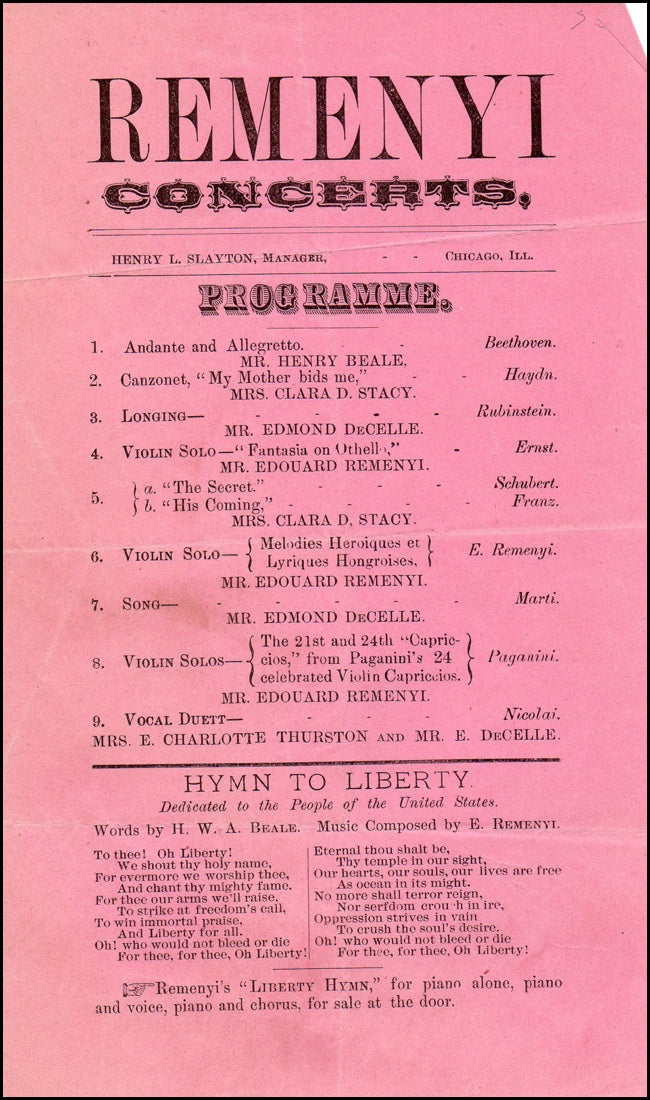 REMENYI
CONCERTS,
HENRY L. SLAYTON, MANAGER, - - CHICAGO, ILL.
PROGRAMME.
1. Andante and Allegretto. - - Beethoven.
MR. HENRY BEALE,
2. Canzonet, "My Mother bids me," - - Haydn.
MRS. CLARA D. STACY.
3. LONGING— - - - - Rubinstein.
MR. EDMOND DECELLE.
4. VIOLIN SOLO—"Fantasia on Othello," - Ernst.
MR. EDOUARD REMENYI.
5. { a. "The Secret." - - - Schubert.
{ b. "His Coming," - - - - Franz.
MRS. CLARA D, STACY.
6. VIOLIN SOLO— { Melodies Heroiques et
Lyriques Hongroises, } E. Remenyi.
MR. EDOUARD REMENYI.
7. SONG— - - - - - Marti.
MR. EDMOND DECELLE.
8. VIOLIN SOLOS— { The 21st and 24th "Capric-
cios," from Paganini's 24
celebrated Violin Capriccios. } Paganini.
MR. EDOUARD REMENYI.
9. VOCAL DUETT— - - - Nicolai.
MRS. E. CHARLOTTE THURSTON AND MR. E. DECELLE.
HYMN TO LIBERTY.
Dedicated to the People of the United States.
Words by H. W. A. BEALE. Music Composed by E. REMENYI.
To thee! Oh Liberty!
We shout thy holy name,
For evermore we worship thee,
And chant thy mighty fame.
For thee our arms we'll raise,
To strike at freedom's call,
To win immortal praise,
And Liberty for all.
Oh! who would not bleed or die
For thee, for thee, Oh Liberty!
Eternal thou shalt be,
Thy temple in our sight,
Our hearts, our souls, our lives are free
As ocean in its might.
No more shall terror reign,
Nor serfdom crouch in ire,
Oppression strives in vain
To crush the soul's desire.
Oh! who would not bleed or die
For thee, for thee, Oh Liberty!
☞Remenyi's "LIBERTY HYMN," for piano alone, piano
and voice, piano and chorus, for sale at the door.